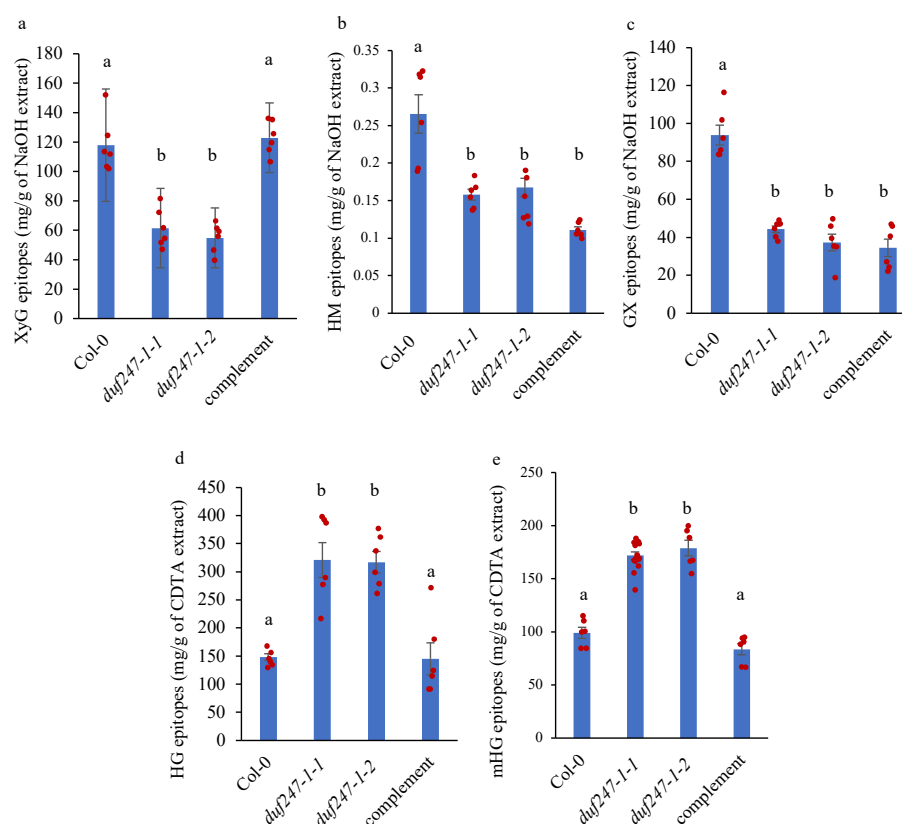 a
XyG epitopes (mg/g of NaOH extract)
180
160
140
120
100
80
60
40
20
0
a
b
b
a
Col-0
duf247-1-1
duf247-1-2
complement
b
HM epitopes (mg/g of NaOH extract)
0.35
0.3
0.25
0.2
0.15
0.1
0.05
0
a
b
b
b
Col-0
duf247-1-1
duf247-1-2
complement
c
GX epitopes (mg/g of NaOH extract)
140
120
100
80
60
40
20
0
a
b
b
b
Col-0
duf247-1-1
duf247-1-2
complement
d
HG epitopes (mg/g of CDTA extract)
450
400
350
300
250
200
150
100
50
0
a
b
b
a
Col-0
duf247-1-1
duf247-1-2
complement
e
mHG epitopes (mg/g of CDTA extract)
250
200
150
100
50
0
a
b
b
a
Col-0
duf247-1-1
duf247-1-2
complement